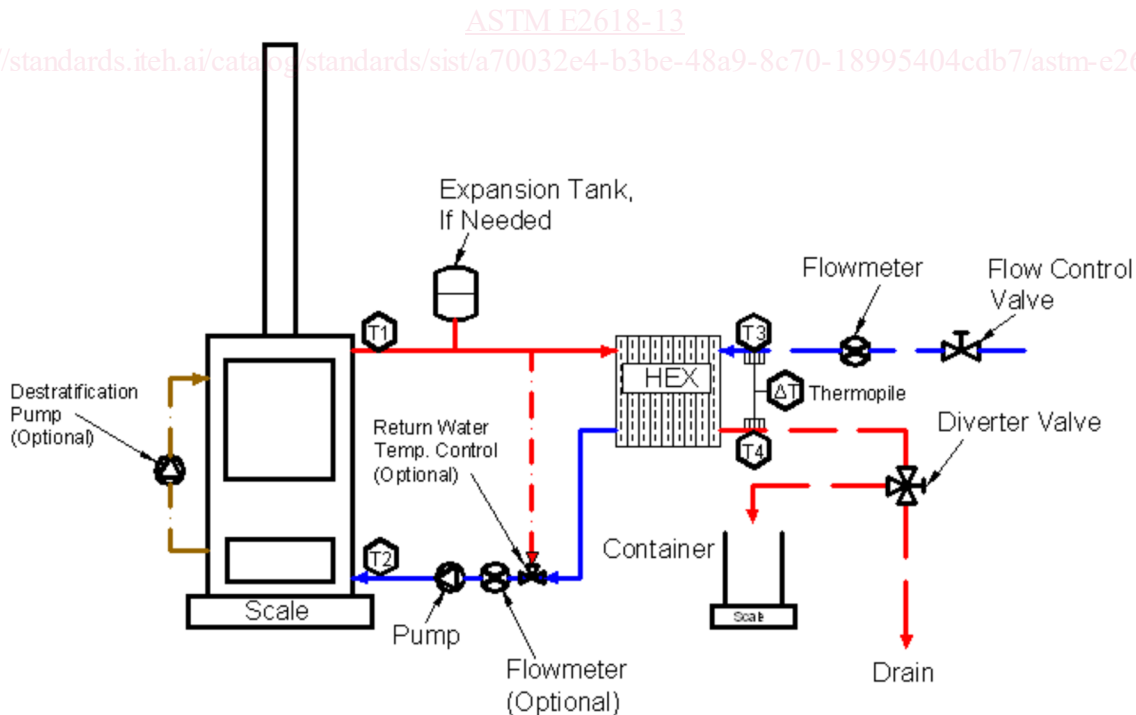 ASTM E2618-13
/standards.iteh.ai/catalog/standards/sist/a70032e4-b3be-48a9-8c70-18995404cdb7/astm-e26
Expansion Tank,
If Needed
Flowmeter
Flow Control
Valve
T1
T3
HEX
ΔT
Thermopile
Destratification
Pump
(Optional)
Return Water
Temp. Control
(Optional)
T4
Diverter Valve
T2
Container
Scale
Scale
Pump
Flowmeter
(Optional)
Drain